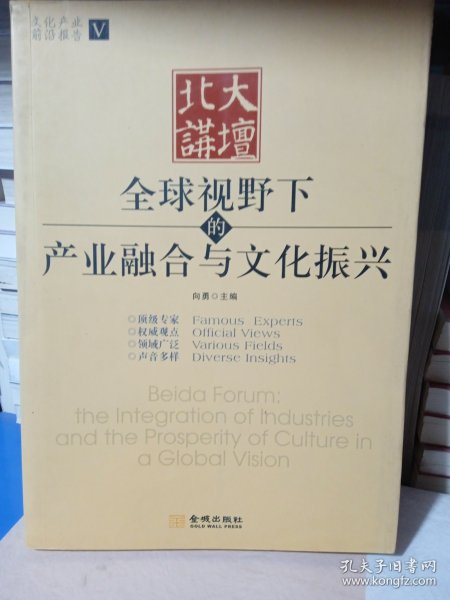 文化产业
前沿报告
V
北大
講壇
全球视野下
的
产业融合与文化振兴
向勇◎主编
◎顶级专家 Famous Experts
◎权威观点 Official Views
◎领域广泛 Various Fields
◎声音多样 Diverse Insights
Beida Forum:
the Integration of Industries
and the Prosperity of Culture in
a Global Vision
金城出版社
GOLD WALL PRESS
孔夫子旧书网
www.kongfz.com